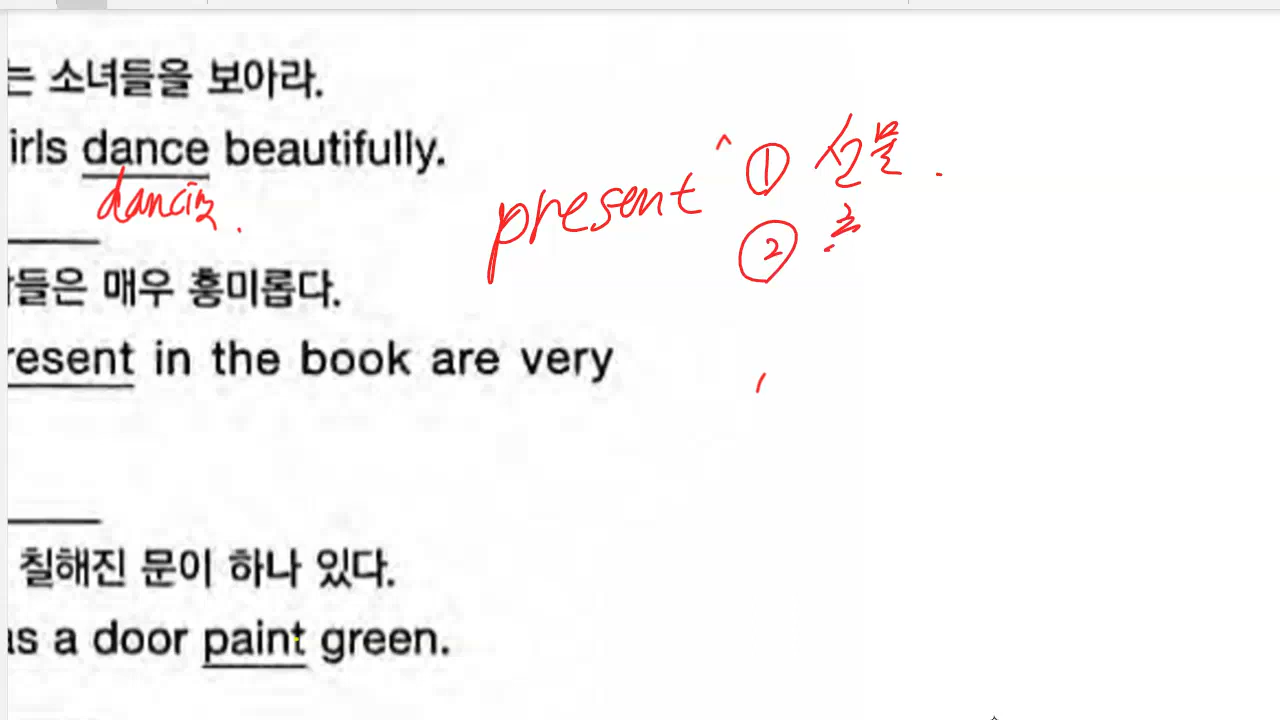 는 소녀들을 보아라.
irls dance beautifully.
dancing.
present ^ ① 선물.
②
들은 매우 흥미롭다.
resent in the book are very
칠해진 문이 하나 있다.
as a door paint green.